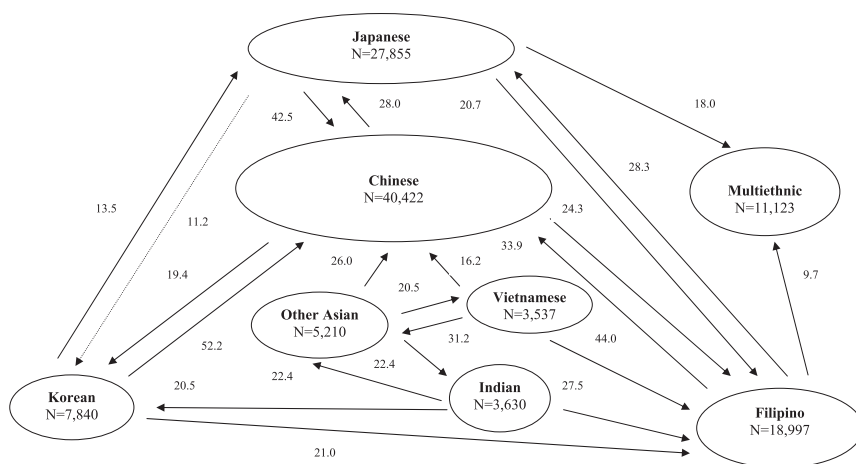 Japanese
N=27,855
28.0
20.7
18.0
42.5
28.3
Chinese
N=40,422
Multiethnic
N=11,123
13.5
11.2
24.3
33.9
26.0
16.2
19.4
9.7
20.5
Vietnamese
N=3,537
Other Asian
N=5,210
31.2
44.0
52.2
22.4
22.4
20.5
Indian
N=3,630
27.5
Korean
N=7,840
Filipino
N=18,997
21.0